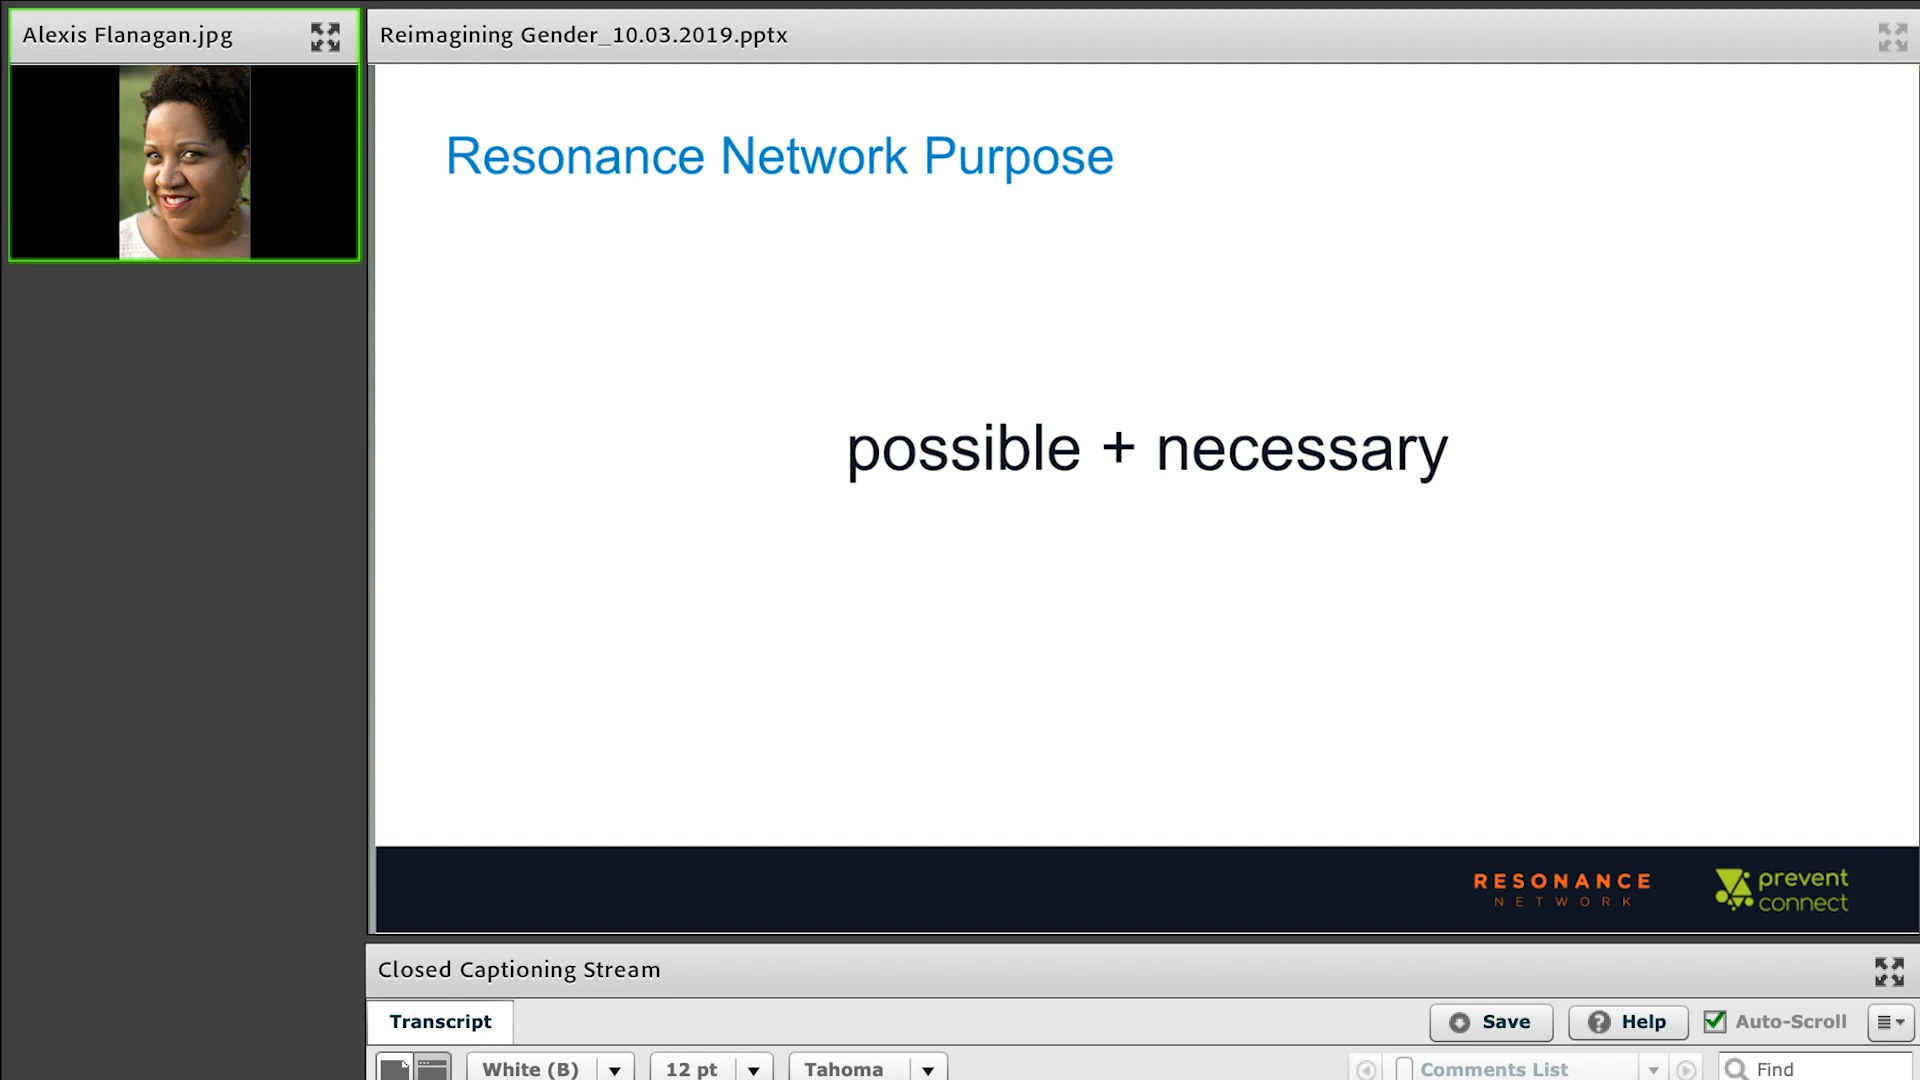 Alexis Flanagan.jpg
Reimagining Gender_10.03.2019.pptx
Resonance Network Purpose
possible + necessary
RESONANCE
NETWORK
prevent
connect
Closed Captioning Stream
Transcript
Save
Help
Auto-Scroll
White (B)
12 pt
Tahoma
Comments List
Find